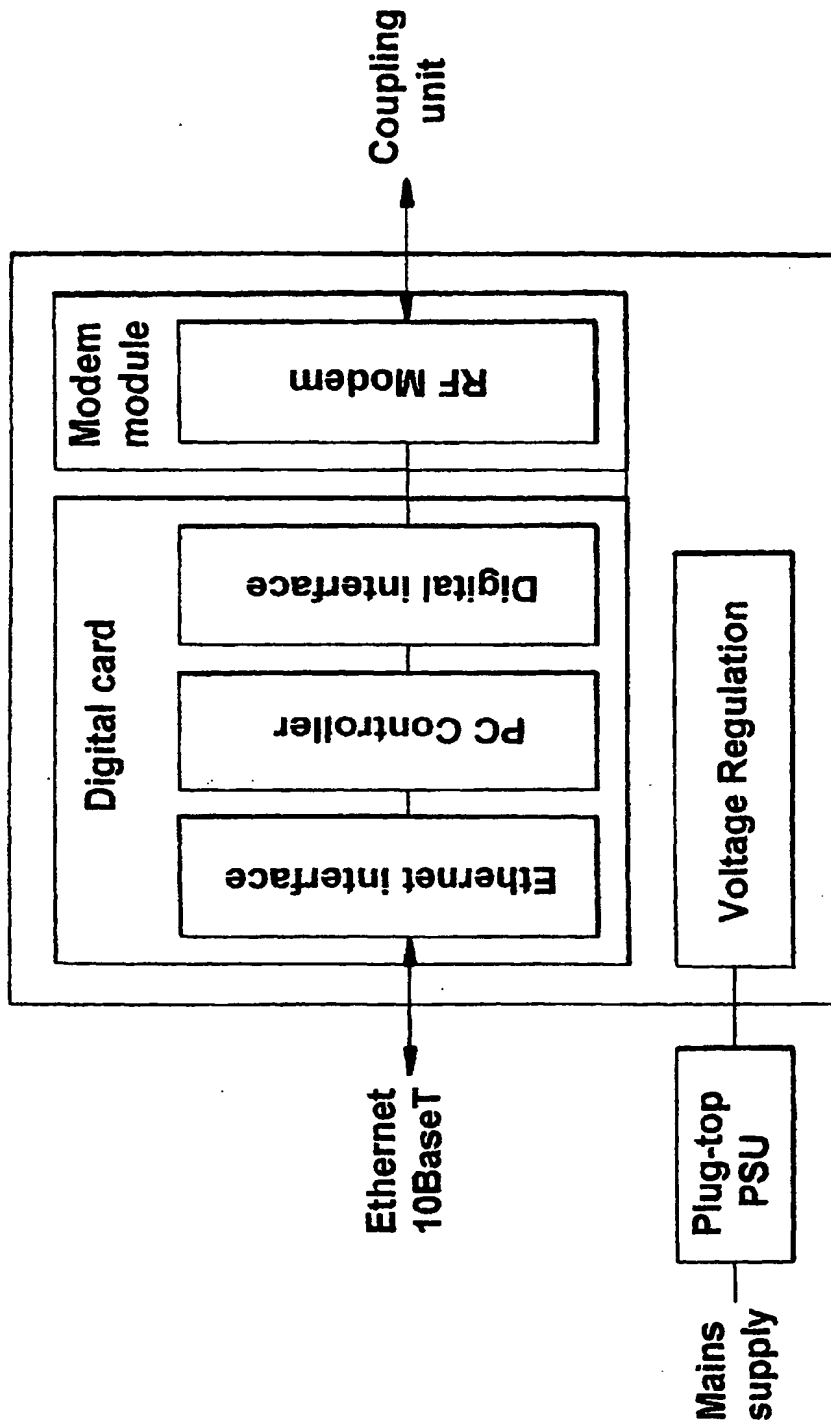 Ethernet
10BaseT
Digital card
Ethernet interface
PC Controller
Digital interface
Modem
module
RF Modem
Coupling
unit
Mains
supply
Plug-top
PSU
Voltage Regulation